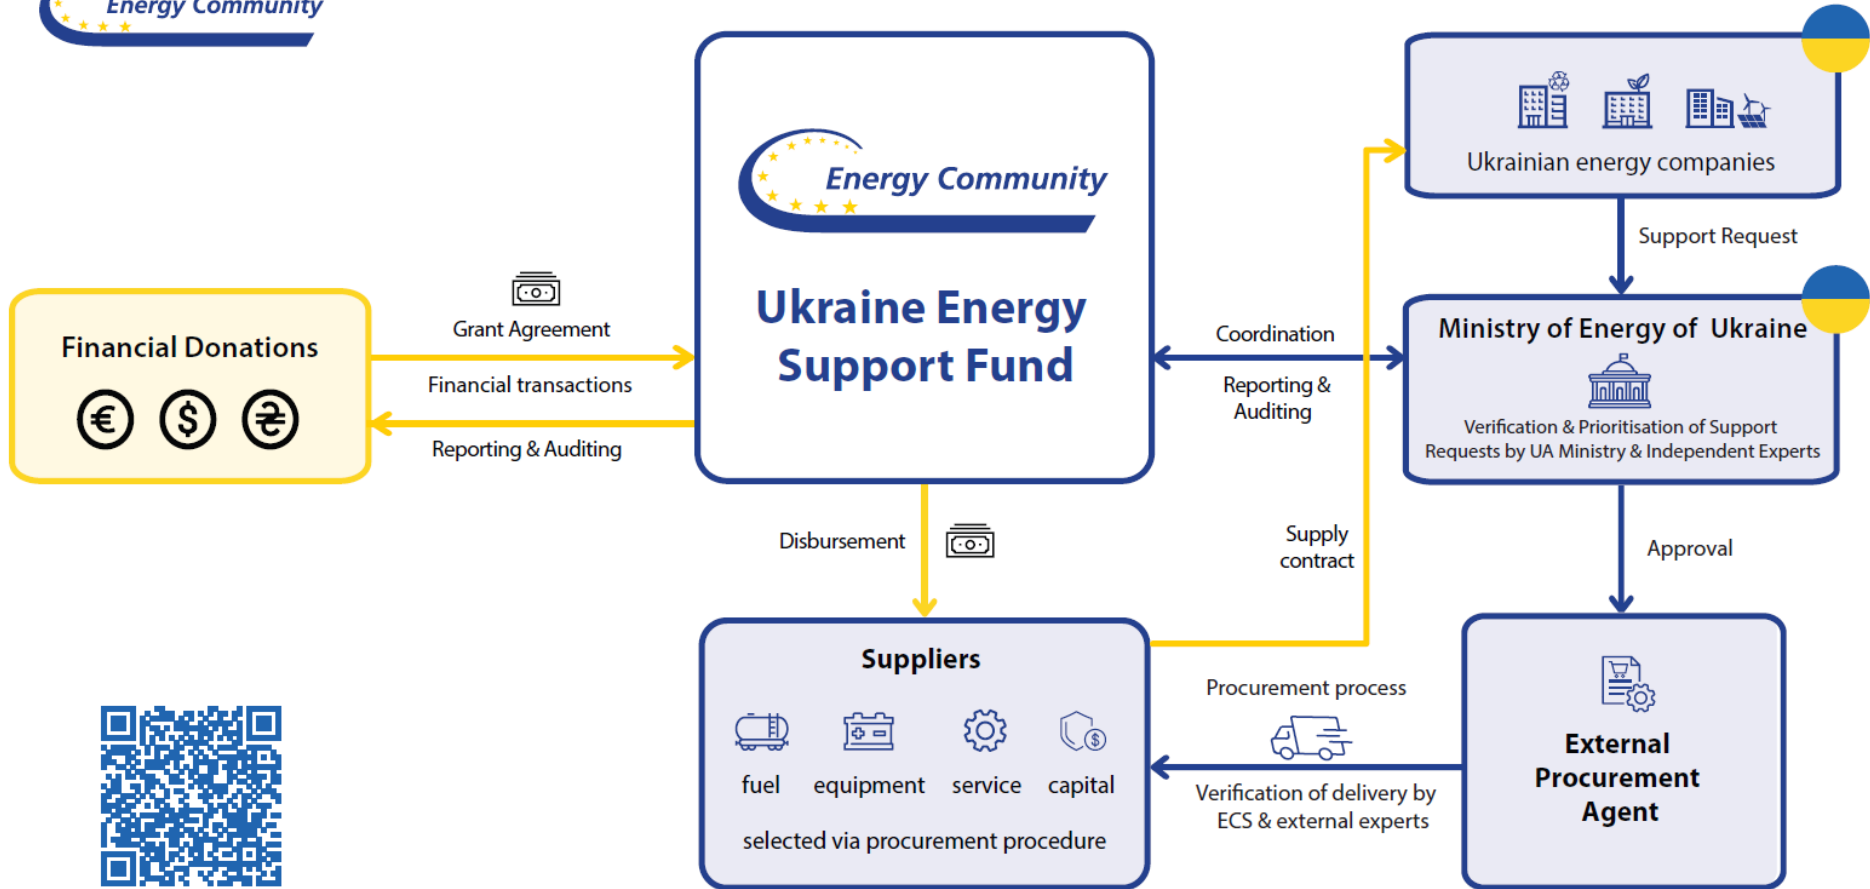 Energy Community
Energy Community
Ukraine Energy
Support Fund
Financial Donations
€ $ ₴
Grant Agreement
Financial transactions
Reporting & Auditing
Coordination
Reporting &
Auditing
Ukrainian energy companies
Support Request
Ministry of Energy of Ukraine
Verification & Prioritisation of Support
Requests by UA Ministry & Independent Experts
Disbursement
Supply
contract
Approval
Suppliers
fuel equipment service capital
selected via procurement procedure
Procurement process
Verification of delivery by
ECS & external experts
External
Procurement
Agent